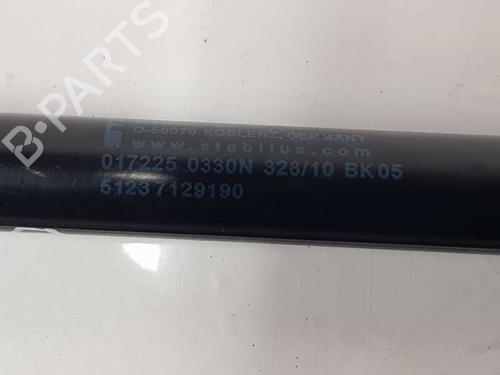 D-56070 KOBLENZ, GERMANY
www.stabilus.com
017225 0330N 328/10 BK05
51237129190
B-PARTS